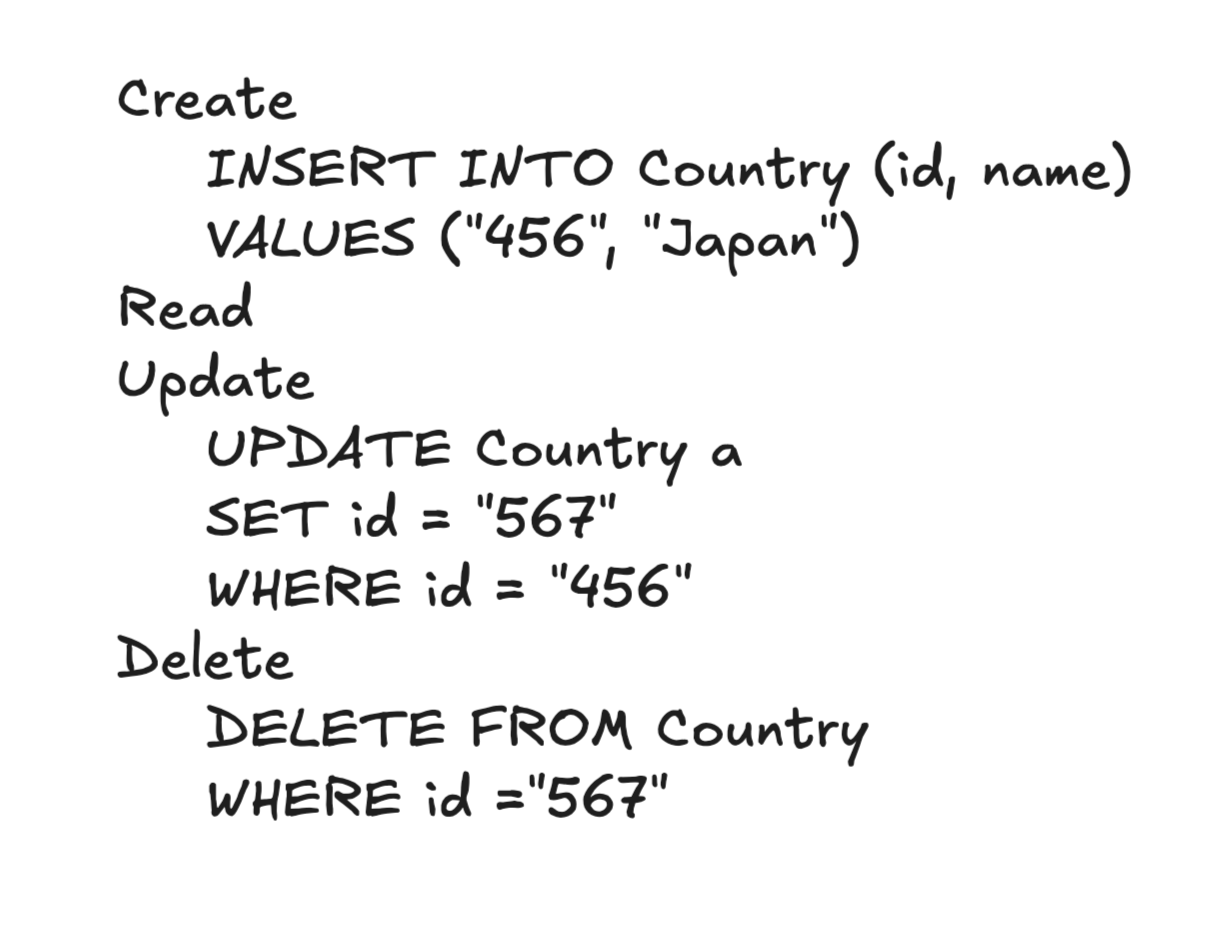 Create
INSERT INTO Country (id, name)
VALUES ("456", "Japan")
Read
Update
UPDATE Country a
SET id = "567"
WHERE id = "456"
Delete
DELETE FROM Country
WHERE id ="567"